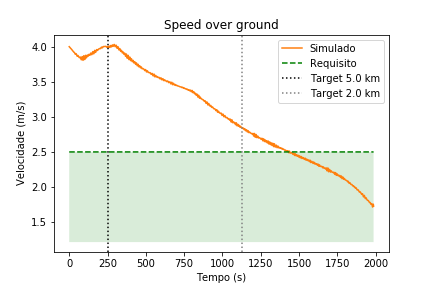 Speed over ground
4.0
3.5
3.0
2.5
2.0
1.5
Velocidade (m/s)
Simulado
Requisito
Target 5.0 km
Target 2.0 km
0
250
500
750
1000
1250
1500
1750
2000
Tempo (s)